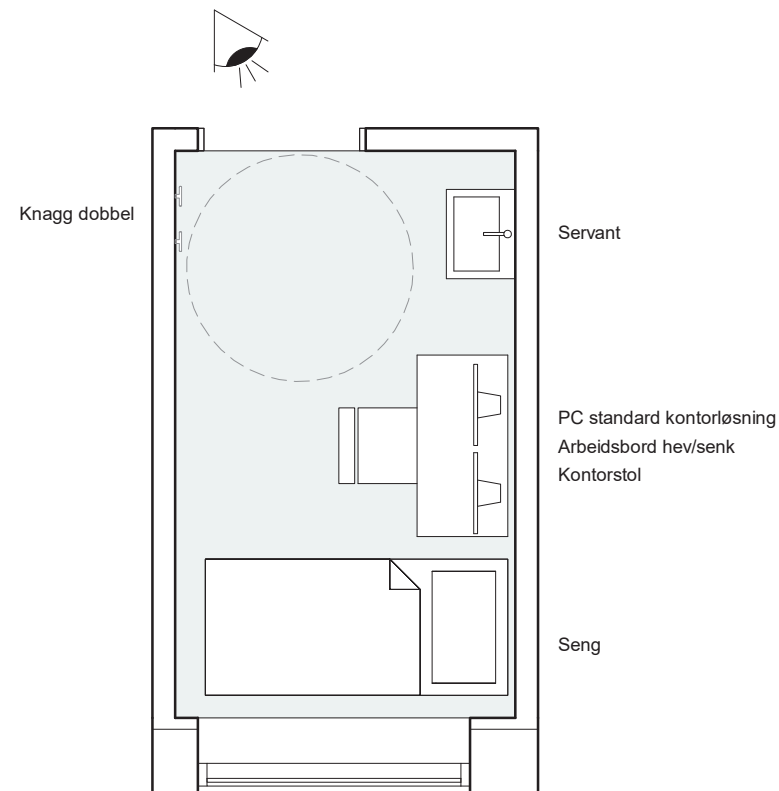 Knagg dobbel
Servant
PC standard kontorløsning
Arbeidsbord hev/senk
Kontorstol
Seng